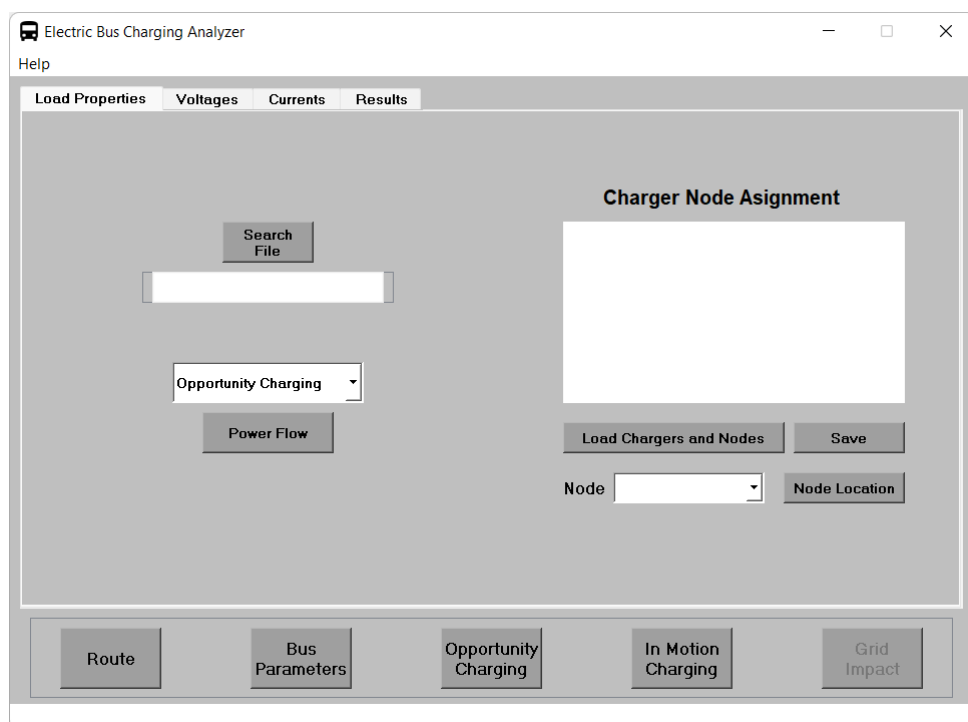 Electric Bus Charging Analyzer
Help
Load Properties Voltages Currents Results
Charger Node Asignment
Search
File
Opportunity Charging
Power Flow
Load Chargers and Nodes Save
Node Node Location
Route
Bus
Parameters
Opportunity
Charging
In Motion
Charging
Grid
Impact